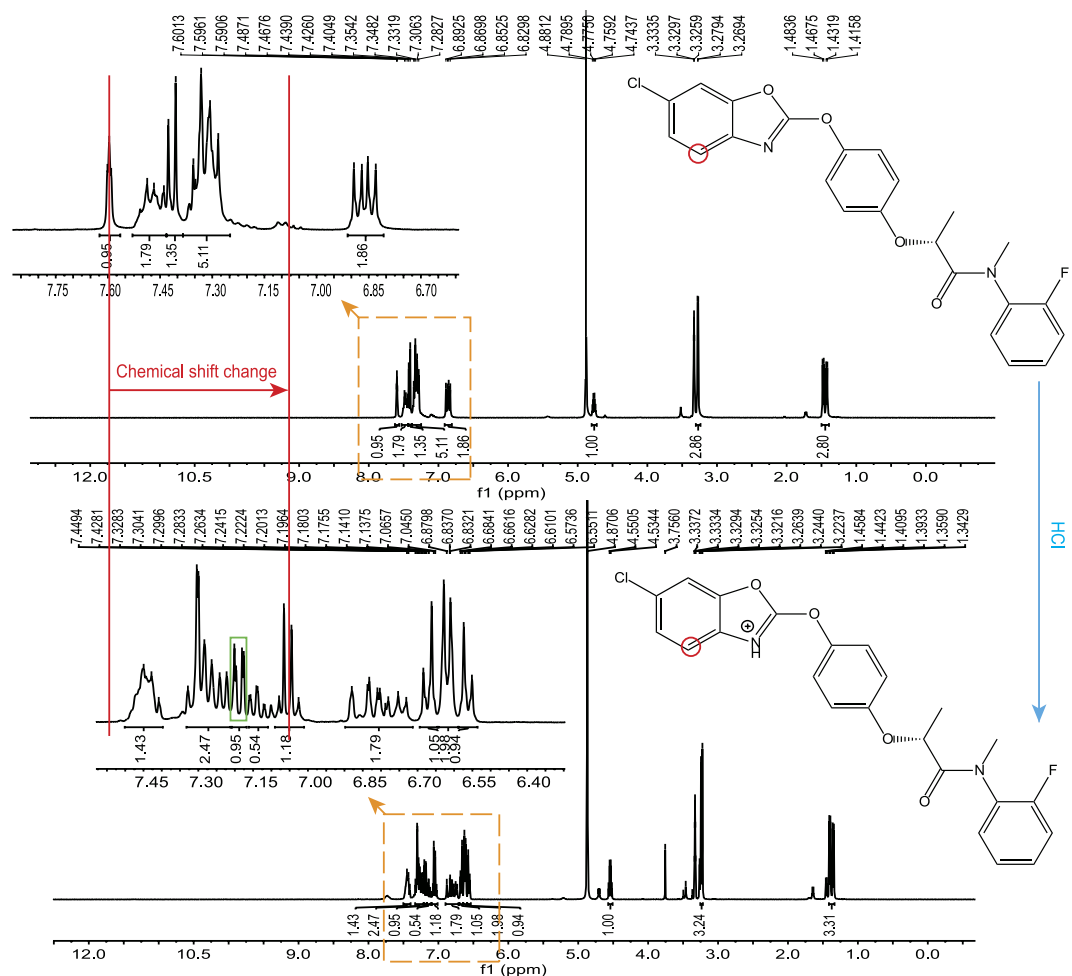 7.6013 7.5961 7.5906 7.4871 7.4676 7.4390 7.4260 7.4049 7.3542 7.3482 7.3319 7.3063 7.2827 6.8925 6.8698 6.8525 6.8298 4.8812 4.7895 4.7750 4.7592 4.7437 3.3335 3.3297 3.3259 3.2794 3.2694 1.4836 1.4675 1.4319 1.4158
Cl
O
O
N
O
O
N
F
0.95 1.79 1.35 5.11 1.86
7.75 7.60 7.45 7.30 7.15 7.00 6.85 6.70
Chemical shift change
0.95 1.79 1.35 5.11 1.86 1.00 2.86 2.80
12.0 10.5 9.0 8.0 7.0 6.0 5.0 4.0 3.0 2.0 1.0 0.0
f1 (ppm)
HCl
7.4494 7.4281 7.3283 7.3041 7.22996 7.22833 7.2634 7.2415 7.22224 7.2013 7.1964 7.1803 7.1755 7.1410 7.1375 7.0657 7.0450 6.8798 6.8370 6.8321 6.6841 6.6616 6.6282 6.6101 6.5736 6.5511 4.8706 4.5505 4.5344 3.7560 3.3372 3.3334 3.3294 3.3254 3.3216 3.2639 3.2440 3.2237 1.4584 1.4423 1.4095 1.3933 1.3590 1.3429
Cl
O
O
N
H
O
O
N
F
1.43 2.47 0.95 0.54 1.18 1.79 1.05 1.98 0.94
7.45 7.30 7.15 7.00 6.85 6.70 6.55 6.40
1.43 2.47 0.95 0.54 1.18 1.79 1.05 1.98 0.94 1.00 3.24 3.31
12.0 10.5 9.0 8.0 7.0 6.0 5.0 4.0 3.0 2.0 1.0 0.0
f1 (ppm)